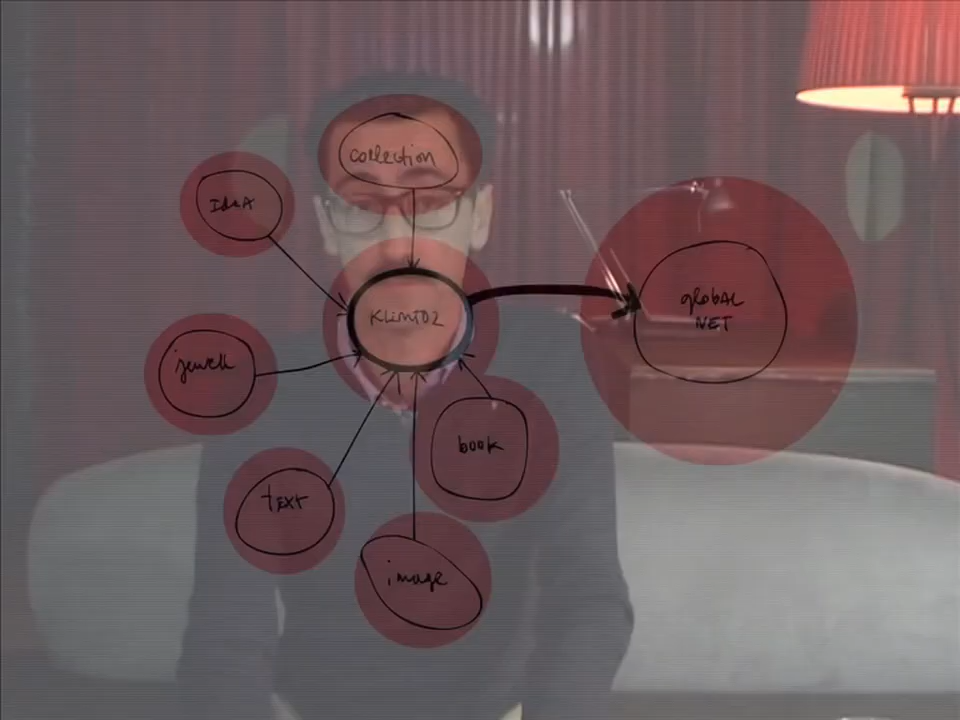 collection
IdeA
KLimT02
global
NET
jewell
book
text
image